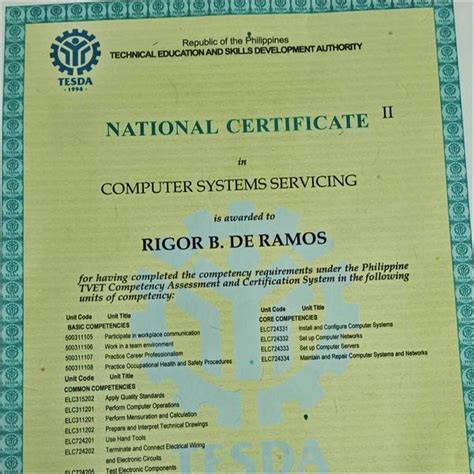 Republic of the Philippines
TECHNICAL EDUCATION AND SKILLS DEVELOPMENT AUTHORITY
TESDA
· 1994 ·
NATIONAL CERTIFICATE II
in
COMPUTER SYSTEMS SERVICING
is awarded to
RIGOR B. DE RAMOS
for having completed the competency requirements under the Philippine
TVET Competency Assessment and Certification System in the following
units of competency:
Unit Code Unit Title
BASIC COMPETENCIES
500311105 Participate in workplace communication
500311106 Work in a team environment
500311107 Practice Career Professionalism
500311108 Practice Occupational Health and Safety Procedures
Unit Code Unit Title
COMMON COMPETENCIES
ELC315202 Apply Quality Standards
ELC311201 Perform Computer Operations
ELC311201 Perform Mensuration and Calculation
ELC311202 Prepare and Interpret Technical Drawings
ELC724201 Use Hand Tools
ELC724202 Terminate and Connect Electrical Wiring
and Electronic Circuits
ELC724205 Test Electronic Components
Unit Code Unit Title
CORE COMPETENCIES
ELC724331 Install and Configure Computer Systems
ELC724332 Set up Computer Networks
ELC724333 Set up Computer Servers
ELC724334 Maintain and Repair Computer Systems and Networks
TESDA